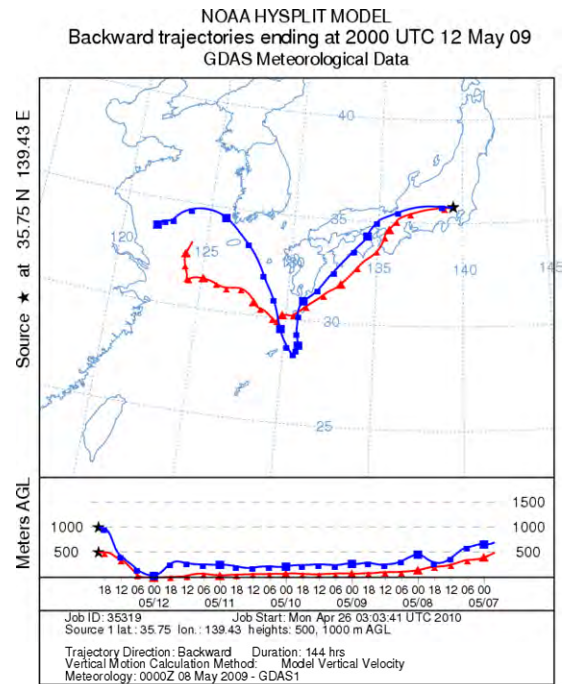 NOAA HYSPLIT MODEL
Backward trajectories ending at 2000 UTC 12 May 09
GDAS Meteorological Data
Source ★ at 35.75 N 139.43 E
40
35
120
125
135
140
145
30
25
Meters AGL
1500
1000 1000
500 500
18 12 06 00 18 12 06 00 18 12 06 00 18 12 06 00 18 12 06 00 18 12 06 00
05/12 05/11 05/10 05/09 05/08 05/07
Job ID: 35319 Job Start: Mon Apr 26 03:03:41 UTC 2010
Source 1 lat.: 35.75 lon.: 139.43 heights: 500, 1000 m AGL
Trajectory Direction: Backward Duration: 144 hrs
Vertical Motion Calculation Method: Model Vertical Velocity
Meteorology: 0000Z 08 May 2009 - GDAS1